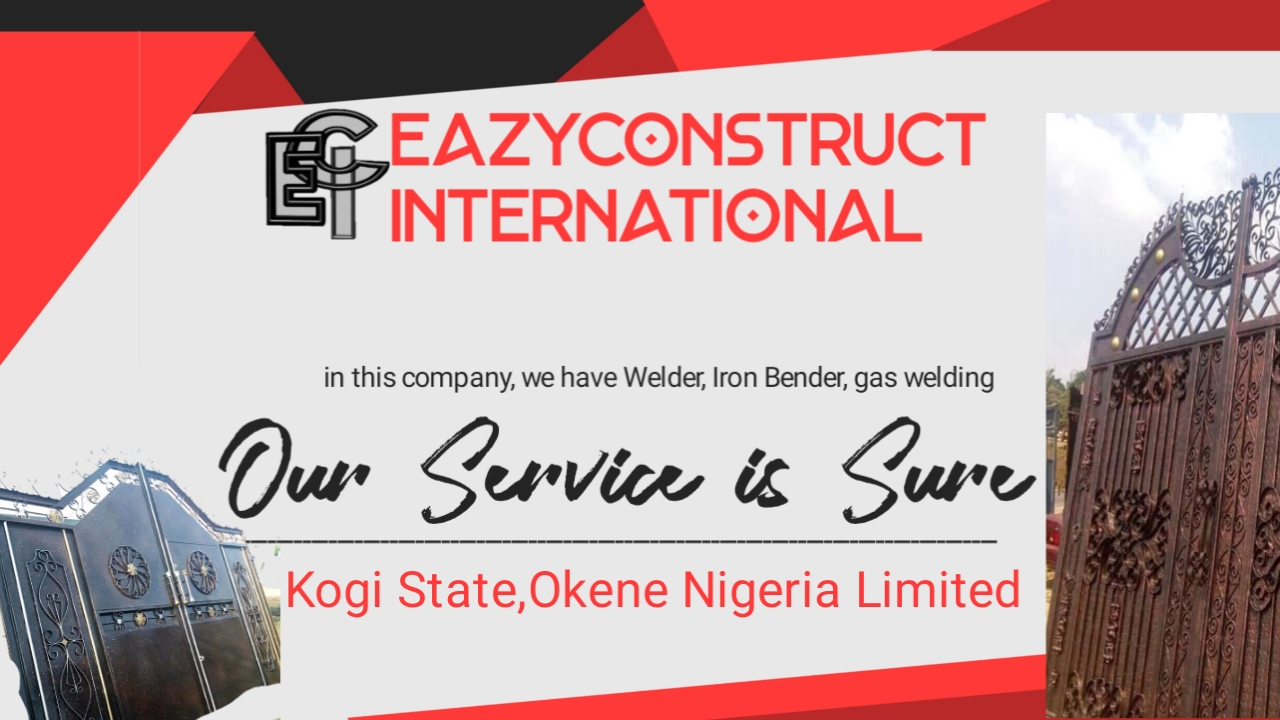 ECI
EAZYCONSTRUCT
INTERNATIONAL
in this company, we have Welder, Iron Bender, gas welding
Our Service is Sure
Kogi State,Okene Nigeria Limited